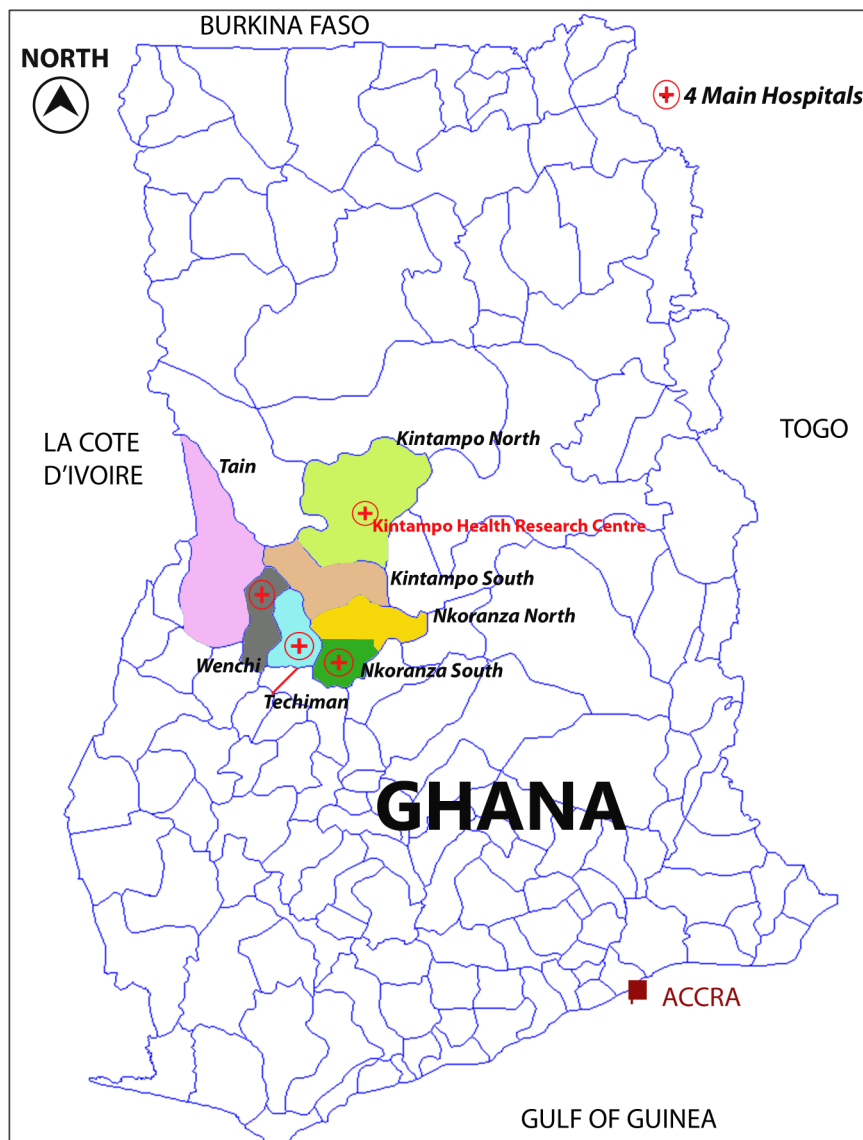 BURKINA FASO
NORTH
4 Main Hospitals
LA COTE
D'IVOIRE
TOGO
Kintampo North
Tain
Kintampo Health Research Centre
Kintampo South
Nkoranza North
Wenchi
Nkoranza South
Techiman
GHANA
ACCRA
GULF OF GUINEA